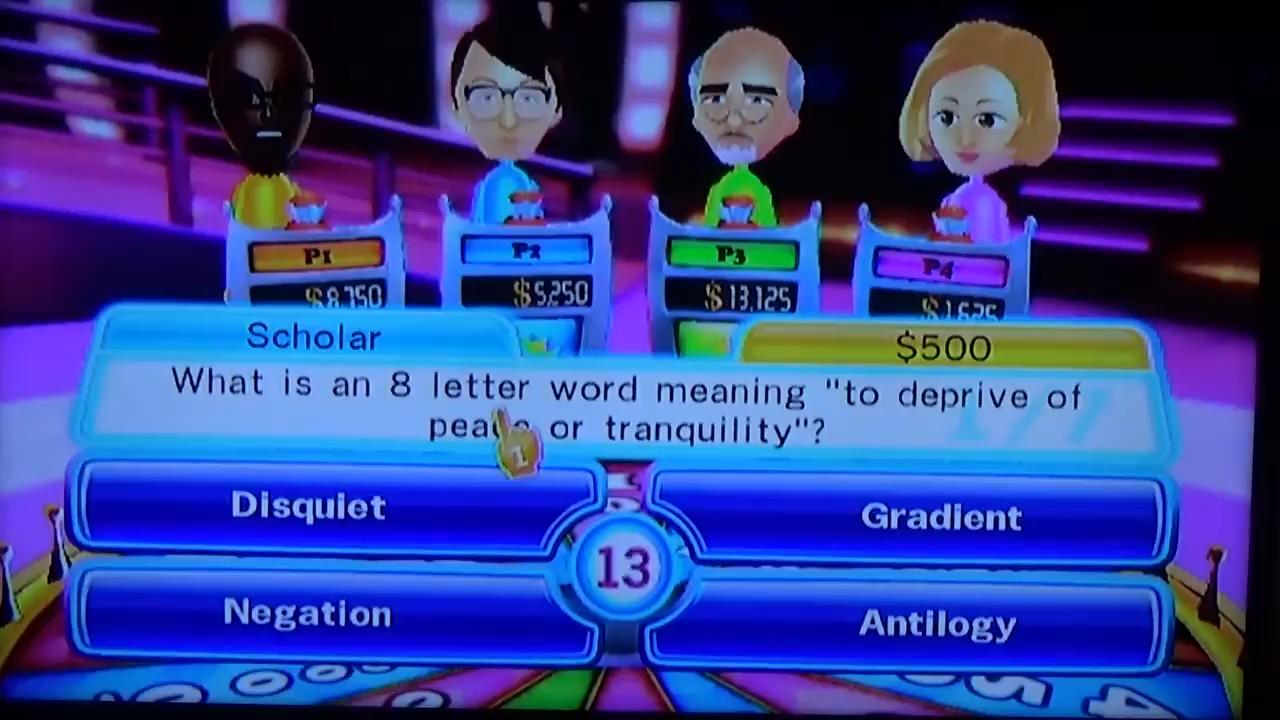 P1
P2
P3
P4
$8,750
$5,250
$13,125
$1,625
Scholar
$500
What is an 8 letter word meaning "to deprive of
peace or tranquility"?
Disquiet
Gradient
13
Negation
Antilogy